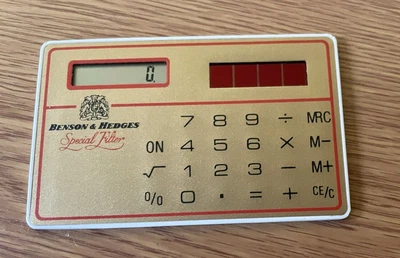 0.
BENSON & HEDGES
Special Filter
7 8 9 ÷ MRC
ON 4 5 6 × M-
√ 1 2 3 - M+
% 0 . = + CE/C